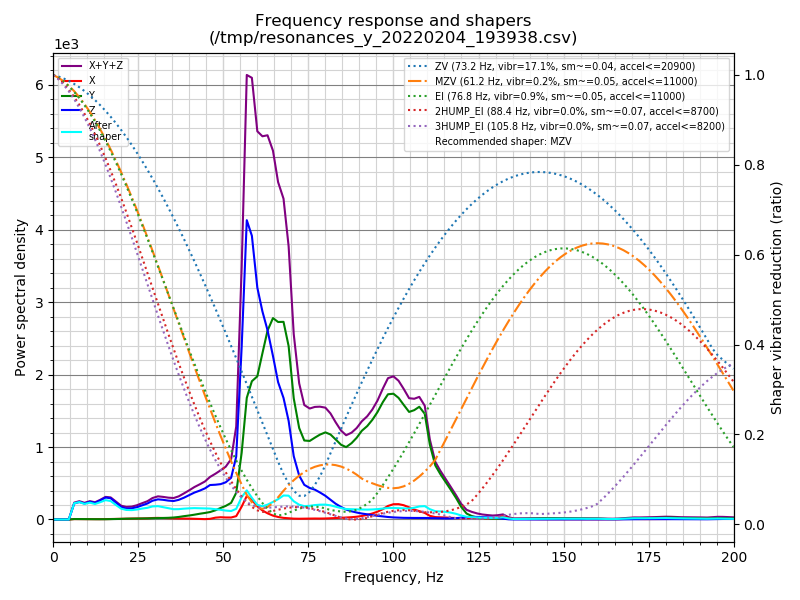 Frequency response and shapers
(/tmp/resonances_y_20220204_193938.csv)
1e3
X+Y+Z
X
Y
Z
After
shaper
ZV (73.2 Hz, vibr=17.1%, sm~=0.04, accel<=20900)
MZV (61.2 Hz, vibr=0.2%, sm~=0.05, accel<=11000)
EI (76.8 Hz, vibr=0.9%, sm~=0.05, accel<=11000)
2HUMP_EI (88.4 Hz, vibr=0.0%, sm~=0.07, accel<=8700)
3HUMP_EI (105.8 Hz, vibr=0.0%, sm~=0.07, accel<=8200)
Recommended shaper: MZV
6
5
4
3
2
1
0
Power spectral density
1.0
0.8
0.6
0.4
0.2
0.0
Shaper vibration reduction (ratio)
0 25 50 75 100 125 150 175 200
Frequency, Hz